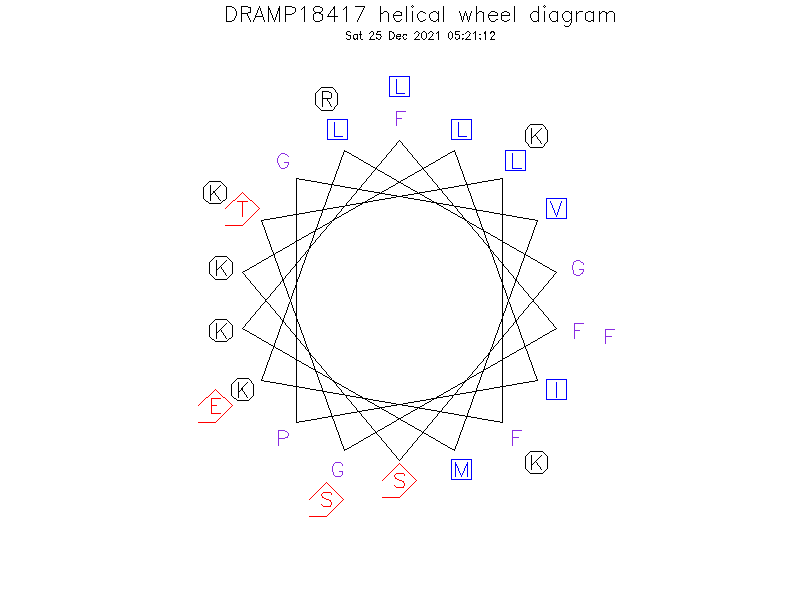 DRAMP18417 helical wheel diagram
Sat 25 Dec 2021 05:21:12
L
R
F
L
L
K
G
L
K
T
V
K
G
K
F
F
K
I
E
P
F
G
M
K
S
S